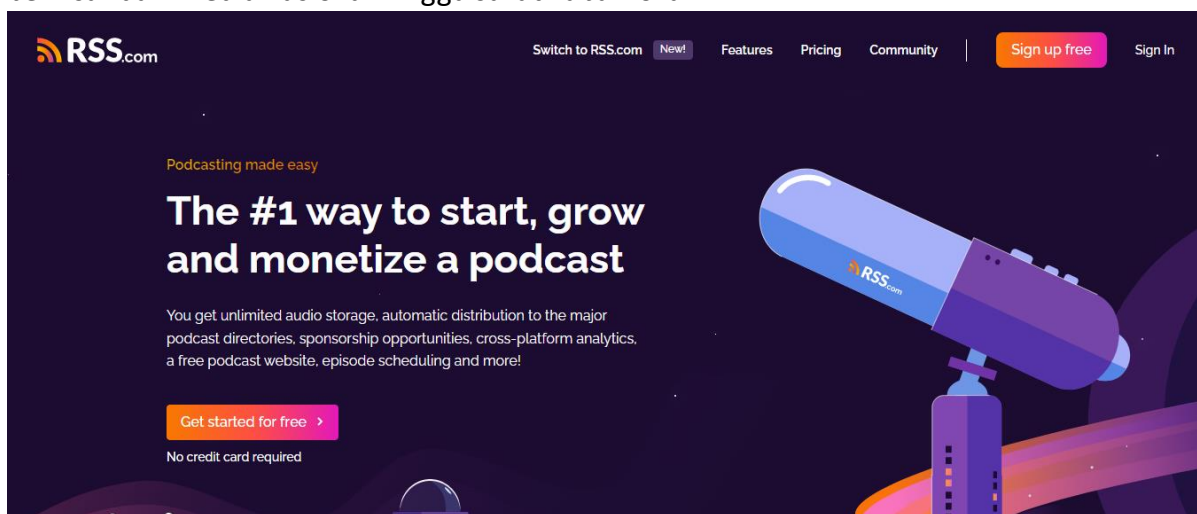 RSS.com
Switch to RSS.com New! Features Pricing Community Sign up free Sign In
Podcasting made easy
The #1 way to start, grow
and monetize a podcast
You get unlimited audio storage, automatic distribution to the major
podcast directories, sponsorship opportunities, cross-platform analytics,
a free podcast website, episode scheduling and more!
Get started for free >
No credit card required
RSS.com